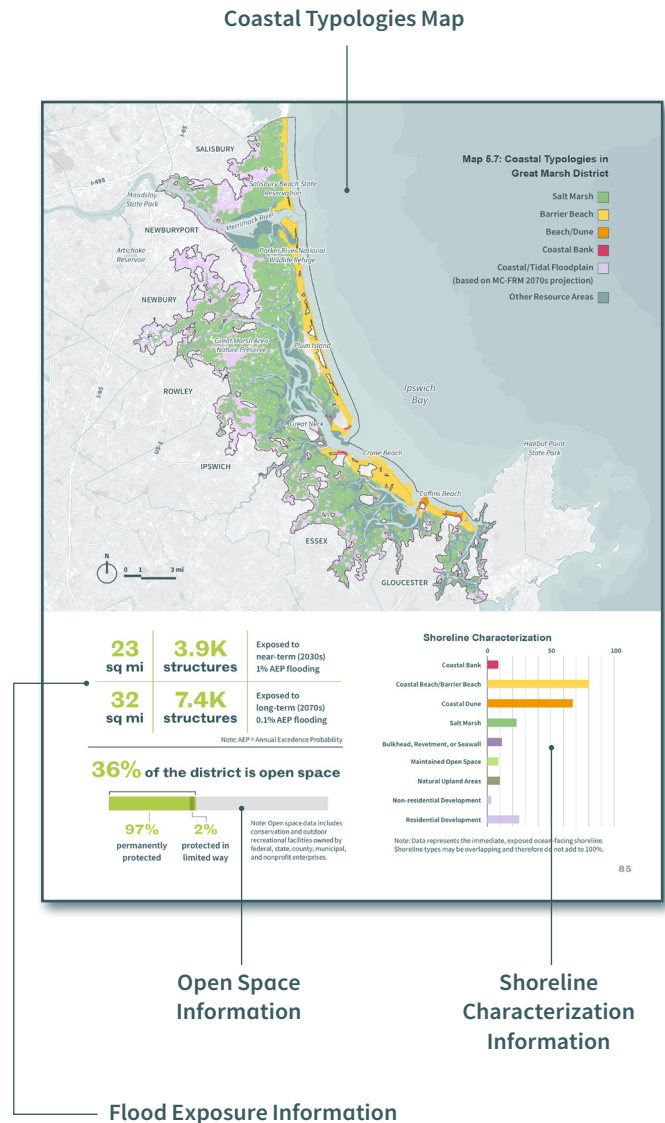 Coastal Typologies Map
Map 5.7: Coastal Typologies in
Great Marsh District
Salt Marsh
Barrier Beach
Beach/Dune
Coastal Bank
Coastal/Tidal Floodplain
(based on MC-FRM 2070s projection)
Other Resource Areas
I-95
SALISBURY
I-495
Maudslay
State Park
Salisbury Beach State
Reservation
Merrimack River
NEWBURYPORT
Artichoke
Reservoir
Parker River National
Wildlife Refuge
NEWBURY
Great Marsh Area
Nature Preserve
Plum Island
I-95
ROWLEY
Ipswich
Bay
US-1
Great Neck
Halibut Point
State Park
Crane Beach
IPSWICH
Coffins Beach
ESSEX
GLOUCESTER
N
0 1 3 mi
23
sq mi
3.9K
structures
Exposed to
near-term (2030s)
1% AEP flooding
32
sq mi
7.4K
structures
Exposed to
long-term (2070s)
0.1% AEP flooding
Note: AEP = Annual Excedence Probability
36% of the district is open space
97%
permanently
protected
2%
protected in
limited way
Note: Open space data includes
conservation and outdoor
recreational facilities owned by
federal, state, county, municipal,
and nonprofit enterprises.
Shoreline Characterization
0 50 100
Coastal Bank
Coastal Beach/Barrier Beach
Coastal Dune
Salt Marsh
Bulkhead, Revetment, or Seawall
Maintained Open Space
Natural Upland Areas
Non-residential Development
Residential Development
Note: Data represents the immediate, exposed ocean-facing shoreline.
Shoreline types may be overlapping and therefore do not add to 100%.
85
Open Space
Information
Shoreline
Characterization
Information
Flood Exposure Information